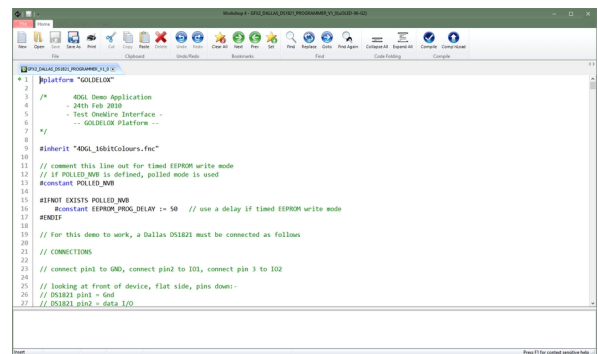 Workshop 4 - GFX2_DALLAS_DS1821_PROGRAMMER_V1_0(uOLED-96-G2)
File Home
New Open Save Save As Print Cut Copy Paste Delete Undo Redo Clear All Next Prev Set Find Replace Goto Find Again Collapse All Expand All Compile Comp'nLoad
File Clipboard Undo/Redo Bookmarks Find Code Folding Compile
GFX2_DALLAS_DS1821_PROGRAMMER_V1_0
1 #platform "GOLDELOX"
2
3 /* 4DGL Demo Application
4 - 24th Feb 2010
5 - Test OneWire Interface -
6 -- GOLDELOX Platform --
7 */
8
9 #inherit "4DGL_16bitColours.fnc"
10
11 // comment this line out for timed EEPROM write mode
12 // if POLLED_NVB is defined, polled mode is used
13 #constant POLLED_NVB
14
15 #IFNOT EXISTS POLLED_NVB
16 #constant EEPROM_PROG_DELAY := 50 // use a delay if timed EEPROM write mode
17 #ENDIF
18
19 // For this demo to work, a Dallas DS1821 must be connected as follows
20
21 // CONNECTIONS
22
23 // connect pin1 to GND, connect pin2 to IO1, connect pin 3 to IO2
24
25 // looking at front of device, flat side, pins down:-
26 // DS1821 pin1 = Gnd
27 // DS1821 pin2 = data I/O
Insert Press F1 for context sensitive help